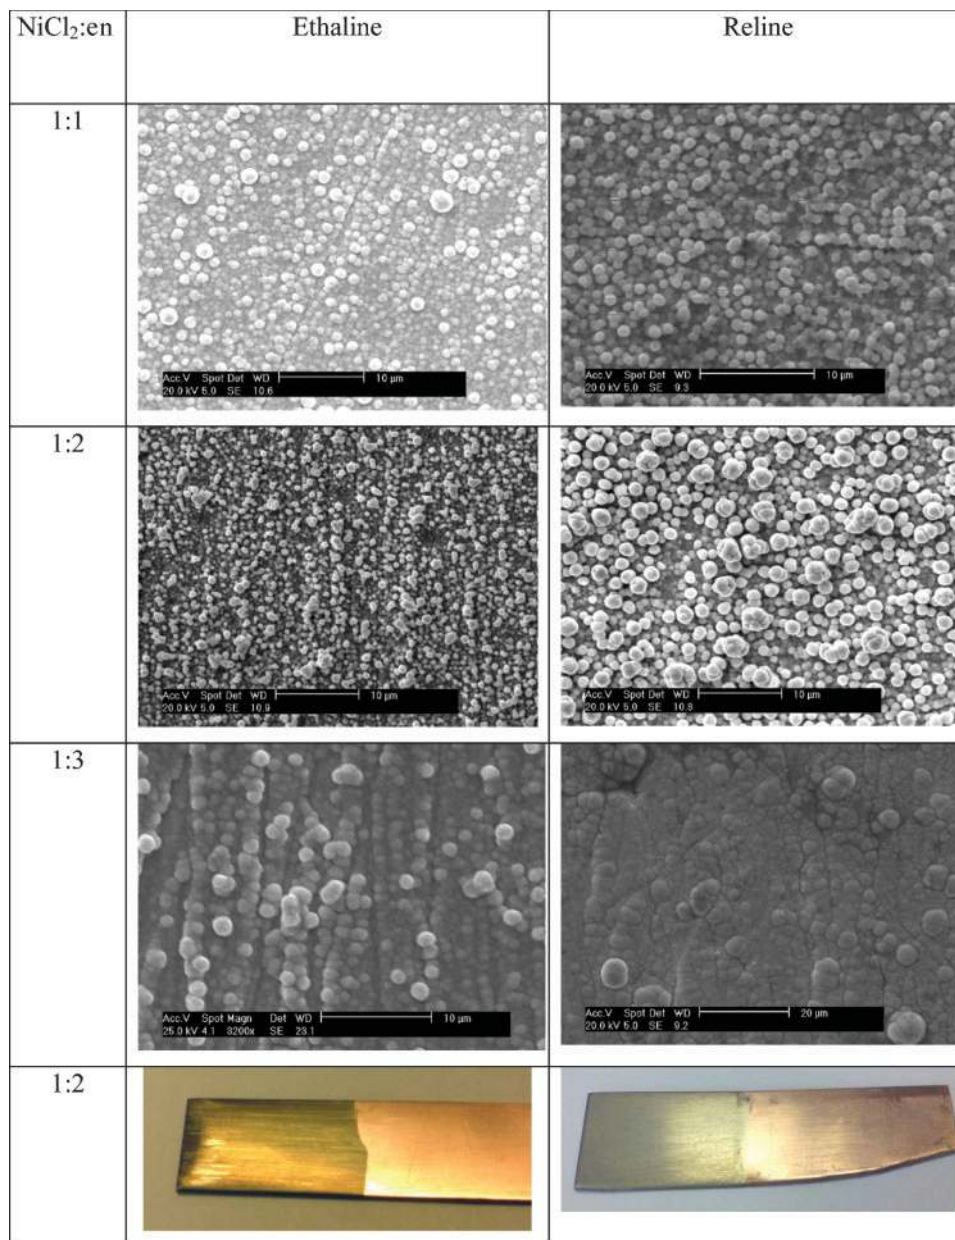 NiCl₂:en Ethaline Reline
1:1
Acc.V Spot Det WD 10 µm
20.0 kV 5.0 SE 10.6
Acc.V Spot Det WD 10 µm
20.0 kV 5.0 SE 9.3
1:2
Acc.V Spot Det WD 10 µm
20.0 kV 5.0 SE 10.9
Acc.V Spot Det WD 10 µm
20.0 kV 5.0 SE 10.8
1:3
Acc.V Spot Magn Det WD 10 µm
25.0 kV 4.1 3200x SE 23.1
Acc.V Spot Det WD 20 µm
20.0 kV 5.0 SE 9.2
1:2